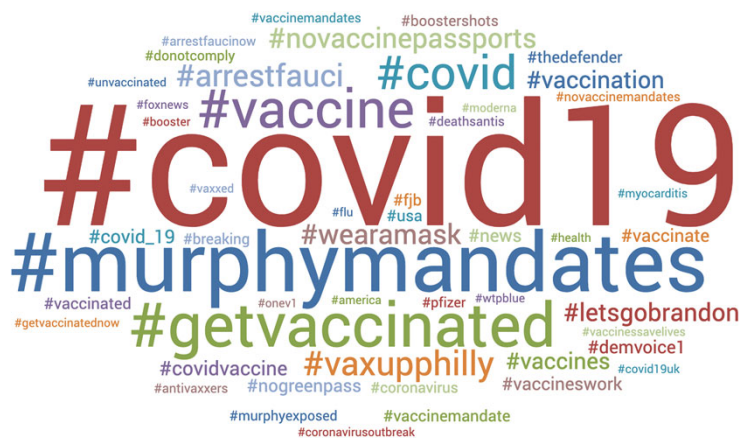 #vaccinemandates #boostershots
#arrestfaucinow #novaccinepassports
#donotcomply #thedefender
#unvaccinated #arrestfauci #covid #vaccination
#foxnews #vaccine #moderna #novaccinemandates
#booster #deathsantis
#covid19
#vaxxed #fjb #myocarditis
#flu #usa
#covid_19 #breaking #wearamask #news #health #vaccinate
#murphymandates
#vaccinated #onev1 #america #pfizer #wtpblue #letsgobrandon
#getvaccinatednow #getvaccinated #vaccinessavelives
#demvoice1
#covidvaccine #vaxupphilly #vaccines #covid19uk
#antivaxxers #nogreenpass #coronavirus #vaccineswork
#murphyexposed #vaccinemandate
#coronavirusoutbreak